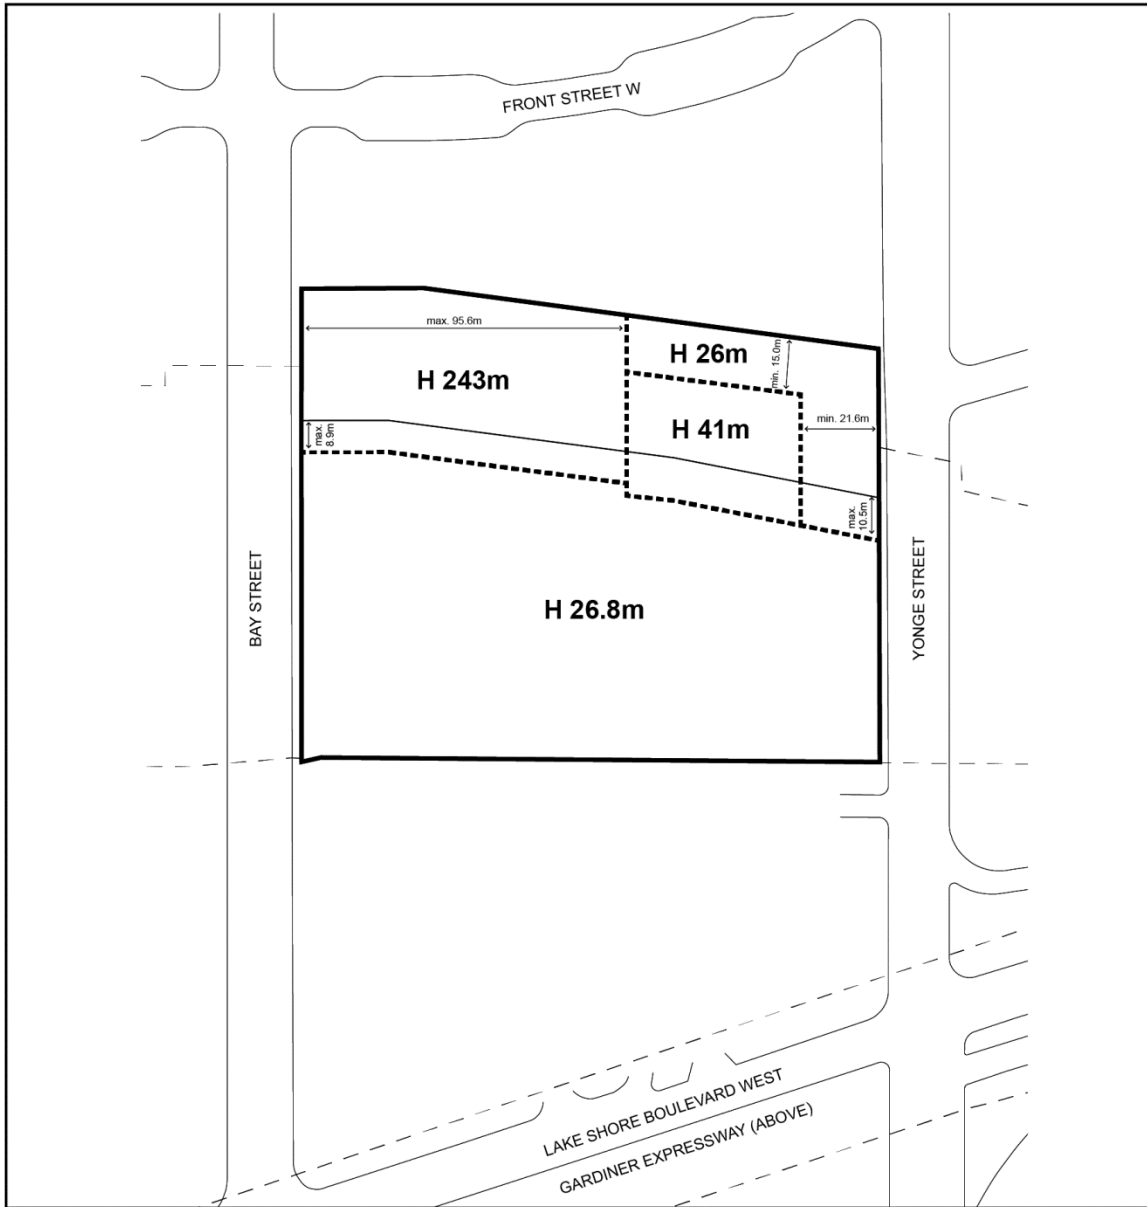 FRONT STREET W
max. 95.6m
H 26m
min. 15.0m
H 243m
max.
8.9m
H 41m
min. 21.6m
max.
10.5m
BAY STREET
H 26.8m
YONGE STREET
LAKE SHORE BOULEVARD WEST
GARDINER EXPRESSWAY (ABOVE)